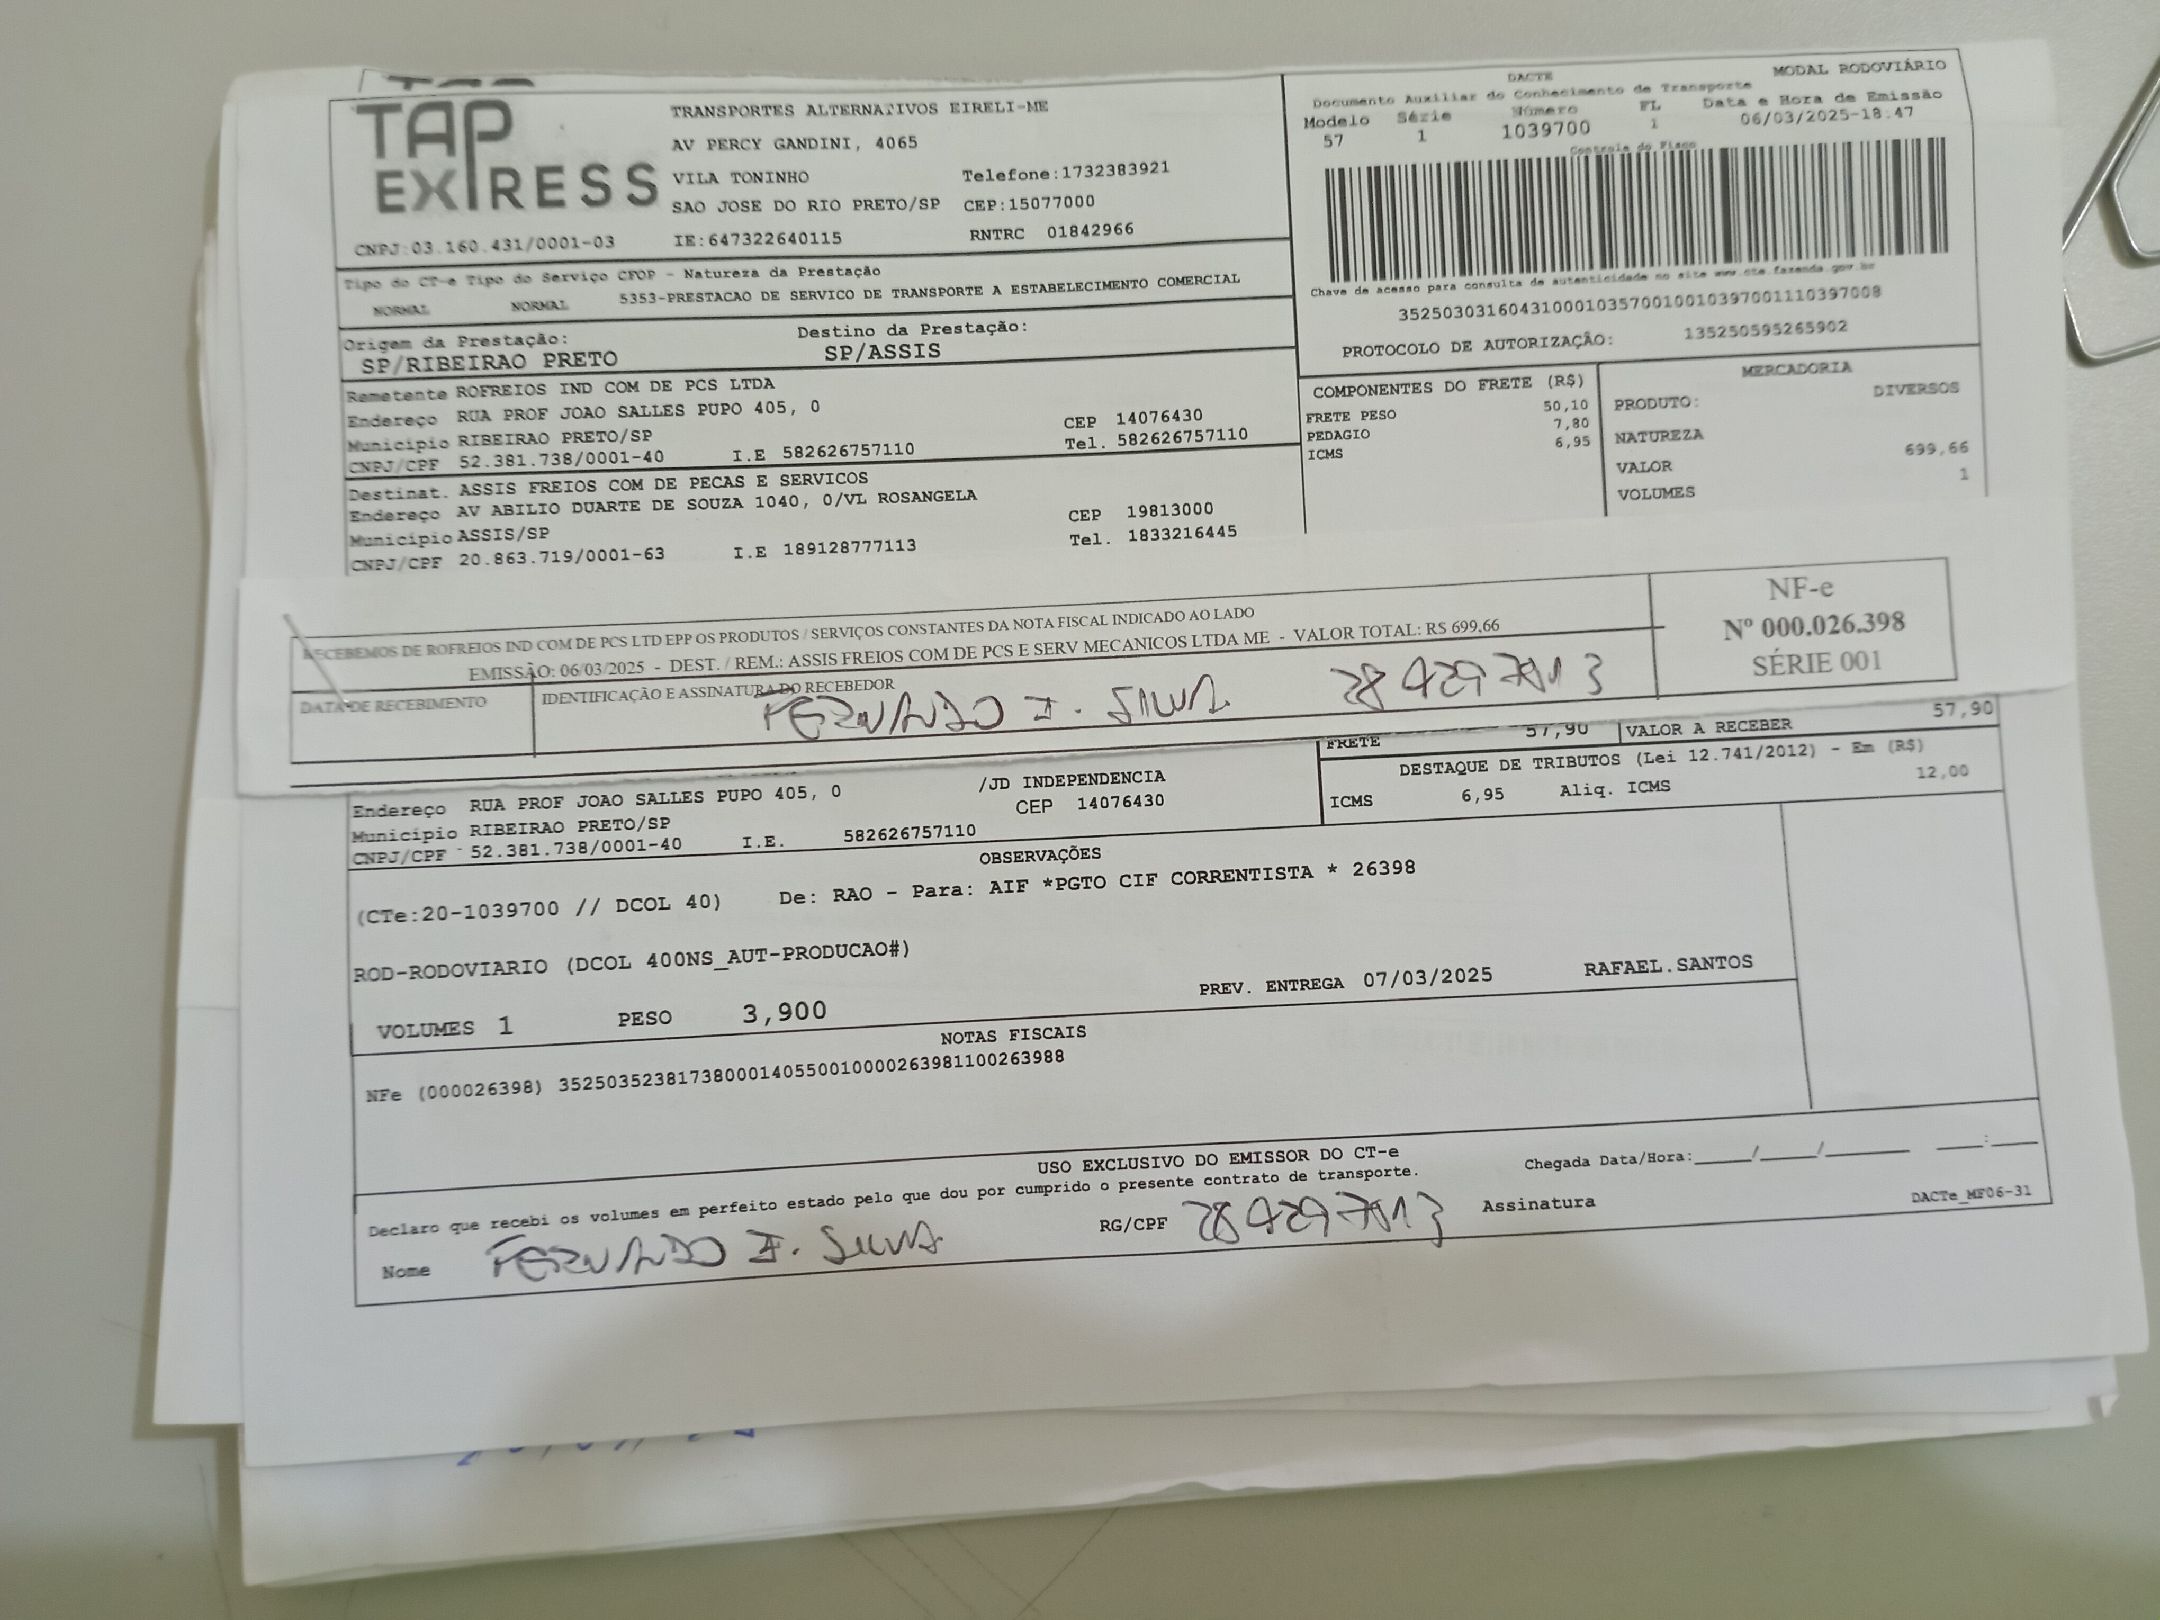 TAP EXPRESS
TRANSPORTES ALTERNATIVOS EIRELI-ME
AV PERCY GANDINI, 4065
VILA TONINHO Telefone:1732383921
SAO JOSE DO RIO PRETO/SP CEP:15077000
CNPJ:03.160.431/0001-03 IE:647322640115 RNTRC 01842966
DACTE MODAL RODOVIÁRIO
Documento Auxiliar do Conhecimento de Transporte
Modelo Série Número FL Data e Hora de Emissão
57 1 1039700 1 06/03/2025-18:47
Controle do Fisco
Chave de acesso para consulta de autenticidade no site www.cte.fazenda.gov.br
35250303160431000103570010010397001110397008
PROTOCOLO DE AUTORIZAÇÃO: 135250595265902
Tipo do CT-e Tipo do Serviço CFOP - Natureza da Prestação
NORMAL NORMAL 5353-PRESTACAO DE SERVICO DE TRANSPORTE A ESTABELECIMENTO COMERCIAL
Origem da Prestação: Destino da Prestação:
SP/RIBEIRAO PRETO SP/ASSIS
Remetente ROFREIOS IND COM DE PCS LTDA
Endereço RUA PROF JOAO SALLES PUPO 405, 0 CEP 14076430
Município RIBEIRAO PRETO/SP Tel. 582626757110
CNPJ/CPF 52.381.738/0001-40 I.E 582626757110
Destinat. ASSIS FREIOS COM DE PECAS E SERVICOS
Endereço AV ABILIO DUARTE DE SOUZA 1040, 0/VL ROSANGELA
Município ASSIS/SP CEP 19813000
CNPJ/CPF 20.863.719/0001-63 I.E 189128777113 Tel. 1833216445
COMPONENTES DO FRETE (R$)
FRETE PESO 50,10
PEDAGIO 7,80
ICMS 6,95
MERCADORIA
PRODUTO: DIVERSOS
NATUREZA
VALOR 699,66
VOLUMES 1
RECEBEMOS DE ROFREIOS IND COM DE PCS LTD EPP OS PRODUTOS / SERVIÇOS CONSTANTES DA NOTA FISCAL INDICADO AO LADO
EMISSÃO: 06/03/2025 - DEST. / REM.: ASSIS FREIOS COM DE PCS E SERV MECANICOS LTDA ME - VALOR TOTAL: R$ 699,66
DATA DE RECEBIMENTO IDENTIFICAÇÃO E ASSINATURA DO RECEBEDOR
FERNANDO I. SILVA
NF-e
Nº 000.026.398
SÉRIE 001
FRETE 57,90 VALOR A RECEBER 57,90
DESTAQUE DE TRIBUTOS (Lei 12.741/2012) - Em (R$)
ICMS 6,95 Aliq. ICMS 12,00
Endereço RUA PROF JOAO SALLES PUPO 405, 0 /JD INDEPENDENCIA
Município RIBEIRAO PRETO/SP CEP 14076430
CNPJ/CPF 52.381.738/0001-40 I.E. 582626757110
OBSERVAÇÕES
(CTe:20-1039700 // DCOL 40) De: RAO - Para: AIF *PGTO CIF CORRENTISTA * 26398
ROD-RODOVIARIO (DCOL 400NS_AUT-PRODUCAO#)
VOLUMES 1 PESO 3,900 PREV. ENTREGA 07/03/2025 RAFAEL.SANTOS
NOTAS FISCAIS
NFe (000026398) 35250352381738000140550010000263981100263988
USO EXCLUSIVO DO EMISSOR DO CT-e
Declaro que recebi os volumes em perfeito estado pelo que dou por cumprido o presente contrato de transporte.
Chegada Data/Hora:____/____/______ ___:___
Nome FERNANDO I. SILVA RG/CPF Assinatura DACTe_MF06-31